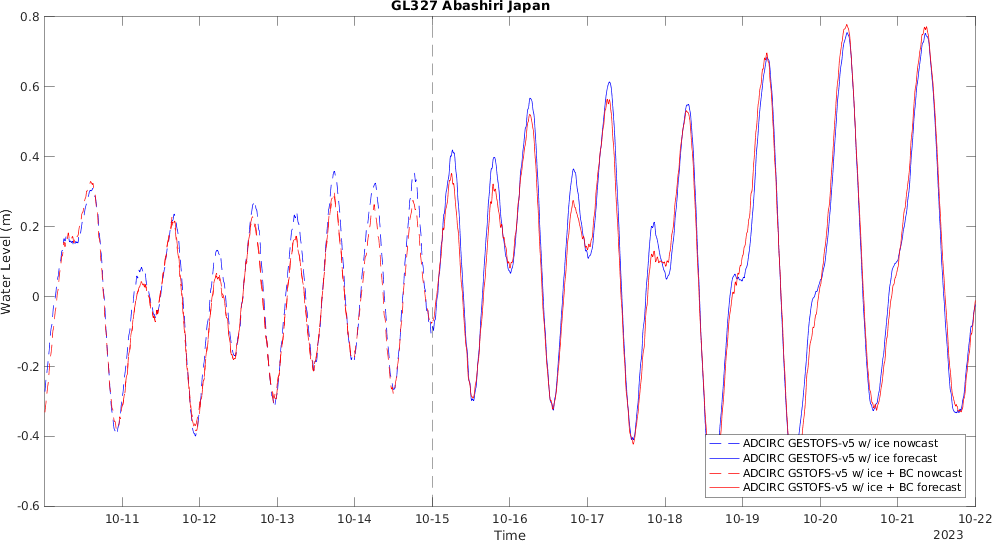 GL327 Abashiri Japan
0.8
0.6
0.4
0.2
0
-0.2
-0.4
-0.6
Water Level (m)
ADCIRC GESTOFS-v5 w/ ice nowcast
ADCIRC GESTOFS-v5 w/ ice forecast
ADCIRC GSTOFS-v5 w/ ice + BC nowcast
ADCIRC GSTOFS-v5 w/ ice + BC forecast
10-11 10-12 10-13 10-14 10-15 10-16 10-17 10-18 10-19 10-20 10-21 10-22
Time
2023